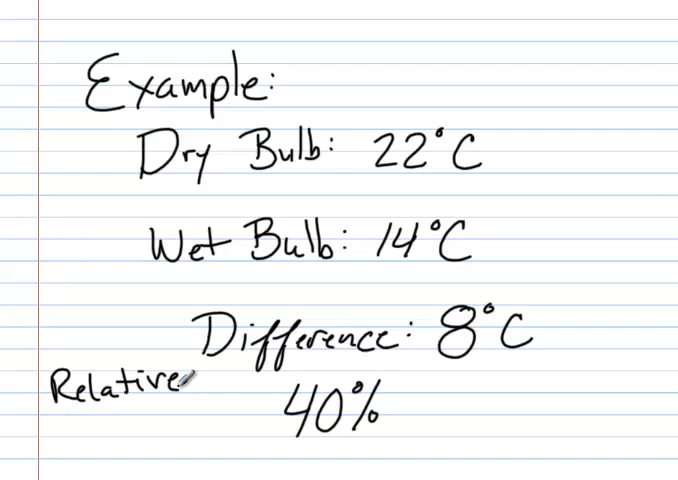 Example:
Dry Bulb: 22°C
Wet Bulb: 14°C
Difference: 8°C
Relative
40%